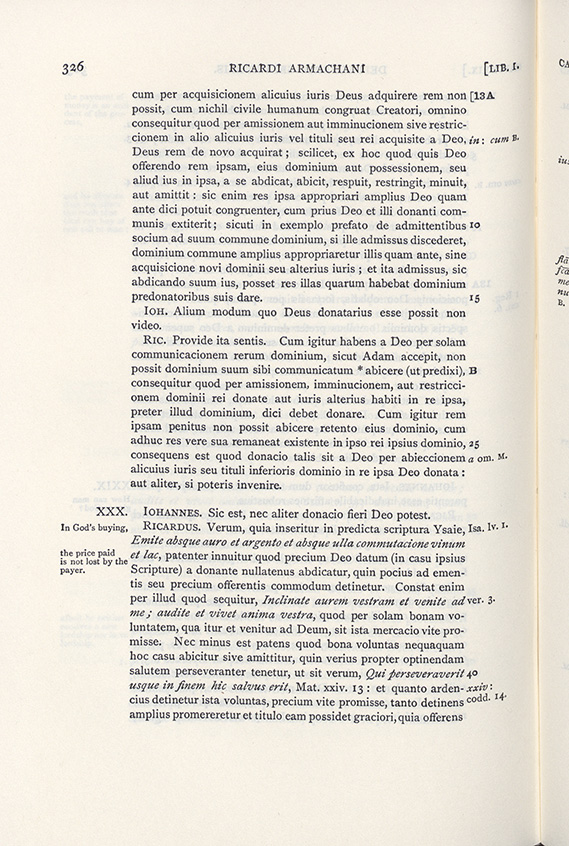 326 RICARDI ARMACHANI [LIB. I.
cum per acquisicionem alicuius iuris Deus adquirere rem non [13A
possit, cum nichil civile humanum congruat Creatori, omnino
consequitur quod per amissionem aut imminucionem sive restric-
cionem in alio alicuius iuris vel tituli seu rei acquisite a Deo, in: cum B.
Deus rem de novo acquirat; scilicet, ex hoc quod quis Deo
offerendo rem ipsam, eius dominium aut possessionem, seu
aliud ius in ipsa, a se abdicat, abicit, respuit, restringit, minuit,
aut amittit: sic enim res ipsa appropriari amplius Deo quam
ante dici potuit congruenter, cum prius Deo et illi donanti com-
munis extiterit; sicuti in exemplo prefato de admittentibus 10
socium ad suum commune dominium, si ille admissus discederet,
dominium commune amplius appropriaretur illis quam ante, sine
acquisicione novi dominii seu alterius iuris; et ita admissus, sic
abdicando suum ius, posset res illas quarum habebat dominium
predonatoribus suis dare. 15
IOH. Alium modum quo Deus donatarius esse possit non
video.
RIC. Provide ita sentis. Cum igitur habens a Deo per solam
communicacionem rerum dominium, sicut Adam accepit, non
possit dominium suum sibi communicatum * abicere (ut predixi), B
consequitur quod per amissionem, imminucionem, aut restricci-
onem dominii rei donate aut iuris alterius habiti in re ipsa,
preter illud dominium, dici debet donare. Cum igitur rem
ipsam penitus non possit abicere retento eius dominio, cum
adhuc res vere sua remaneat existente in ipso rei ipsius dominio, 25
consequens est quod donacio talis sit a Deo per abieccionem a om. M.
alicuius iuris seu tituli inferioris dominio in re ipsa Deo donata:
aut aliter, si poteris invenire.
XXX. IOHANNES. Sic est, nec aliter donacio fieri Deo potest.
In God's buying, RICARDUS. Verum, quia inseritur in predicta scriptura Ysaie, Isa. lv. 1.
Emite absque auro et argento et absque ulla commutacione vinum
the price paid et lac, patenter innuitur quod precium Deo datum (in casu ipsius
is not lost by the Scripture) a donante nullatenus abdicatur, quin pocius ad emen-
payer. tis seu precium offerentis commodum detinetur. Constat enim
per illud quod sequitur, Inclinate aurem vestram et venite ad ver. 3.
me; audite et vivet anima vestra, quod per solam bonam vo-
luntatem, qua itur et venitur ad Deum, sit ista mercacio vite pro-
misse. Nec minus est patens quod bona voluntas nequaquam
hoc casu abicitur sive amittitur, quin verius propter optinendam
salutem perseveranter tenetur, ut sit verum, Qui perseveraverit 40
usque in finem hic salvus erit, Mat. xxiv. 13: et quanto arden- xxiv:
cius detinetur ista voluntas, precium vite promisse, tanto detinens codd. 14.
amplius promereretur et titulo eam possidet graciori, quia offerens
CA
ius
me
nu
B.